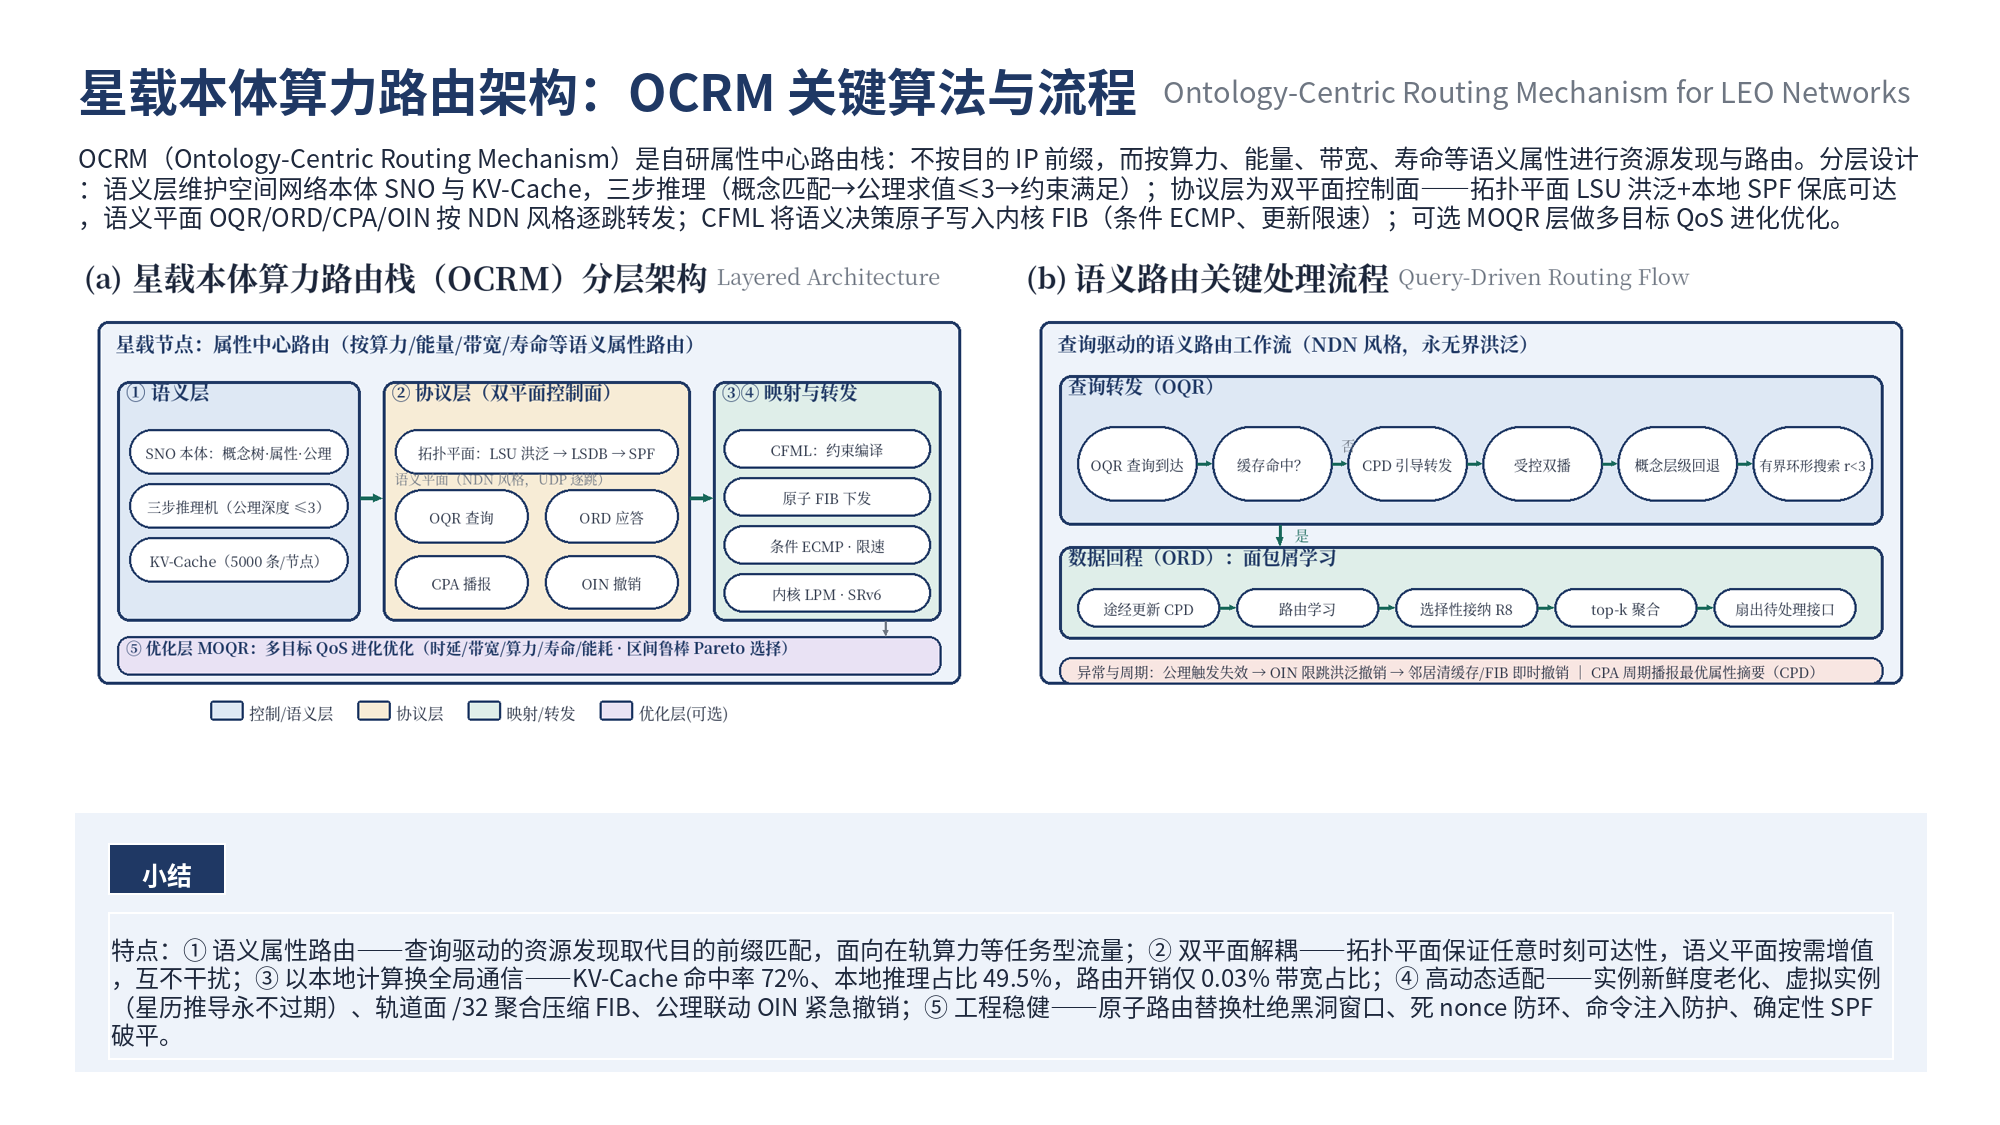 星载本体算力路由架构：OCRM 关键算法与流程 Ontology-Centric Routing Mechanism for LEO Networks
OCRM（Ontology-Centric Routing Mechanism）是自研属性中心路由栈：不按目的 IP 前缀，而按算力、能量、带宽、寿命等语义属性进行资源发现与路由。分层设计
：语义层维护空间网络本体 SNO 与 KV-Cache，三步推理（概念匹配→公理求值≤3→约束满足）；协议层为双平面控制面——拓扑平面 LSU 洪泛+本地 SPF 保底可达
，语义平面 OQR/ORD/CPA/OIN 按 NDN 风格逐跳转发；CFML 将语义决策原子写入内核 FIB（条件 ECMP、更新限速）；可选 MOQR 层做多目标 QoS 进化优化。
(a) 星载本体算力路由栈（OCRM）分层架构 Layered Architecture
星载节点：属性中心路由（按算力/能量/带宽/寿命等语义属性路由）
① 语义层
SNO 本体：概念树·属性·公理
三步推理机（公理深度 ≤3）
KV-Cache（5000 条/节点）
② 协议层（双平面控制面）
拓扑平面：LSU 洪泛 → LSDB → SPF
语义平面（NDN 风格，UDP 逐跳）
OQR 查询
ORD 应答
CPA 播报
OIN 撤销
③④ 映射与转发
CFML：约束编译
原子 FIB 下发
条件 ECMP · 限速
内核 LPM · SRv6
⑤ 优化层 MOQR：多目标 QoS 进化优化（时延/带宽/算力/寿命/能耗 · 区间鲁棒 Pareto 选择）
控制/语义层
协议层
映射/转发
优化层(可选)
(b) 语义路由关键处理流程 Query-Driven Routing Flow
查询驱动的语义路由工作流（NDN 风格，永无界洪泛）
查询转发（OQR）
OQR 查询到达
缓存命中?
否
CPD 引导转发
受控双播
概念层级回退
有界环形搜索 r<3
是
数据回程（ORD）：面包屑学习
途经更新 CPD
路由学习
选择性接纳 R8
top-k 聚合
扇出待处理接口
异常与周期：公理触发失效 → OIN 限跳洪泛撤销 → 邻居清缓存/FIB 即时撤销 ｜ CPA 周期播报最优属性摘要（CPD）
小结
特点：① 语义属性路由——查询驱动的资源发现取代目的前缀匹配，面向在轨算力等任务型流量；② 双平面解耦——拓扑平面保证任意时刻可达性，语义平面按需增值
，互不干扰；③ 以本地计算换全局通信——KV-Cache 命中率 72%、本地推理占比 49.5%，路由开销仅 0.03% 带宽占比；④ 高动态适配——实例新鲜度老化、虚拟实例
（星历推导永不过期）、轨道面 /32 聚合压缩 FIB、公理联动 OIN 紧急撤销；⑤ 工程稳健——原子路由替换杜绝黑洞窗口、死 nonce 防环、命令注入防护、确定性 SPF
破平。